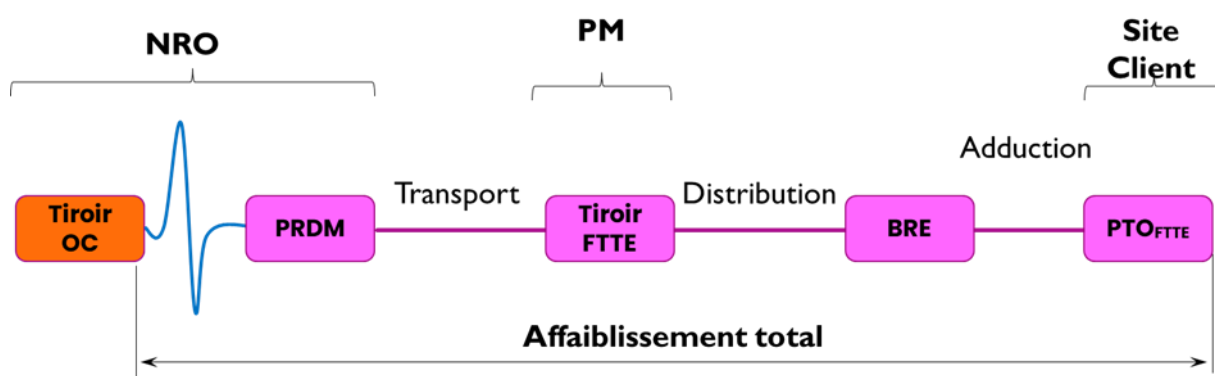 NRO
PM
Site
Client
Adduction
Transport
Distribution
Tiroir
OC
PRDM
Tiroir
FTTE
BRE
PTOFTTE
Affaiblissement total